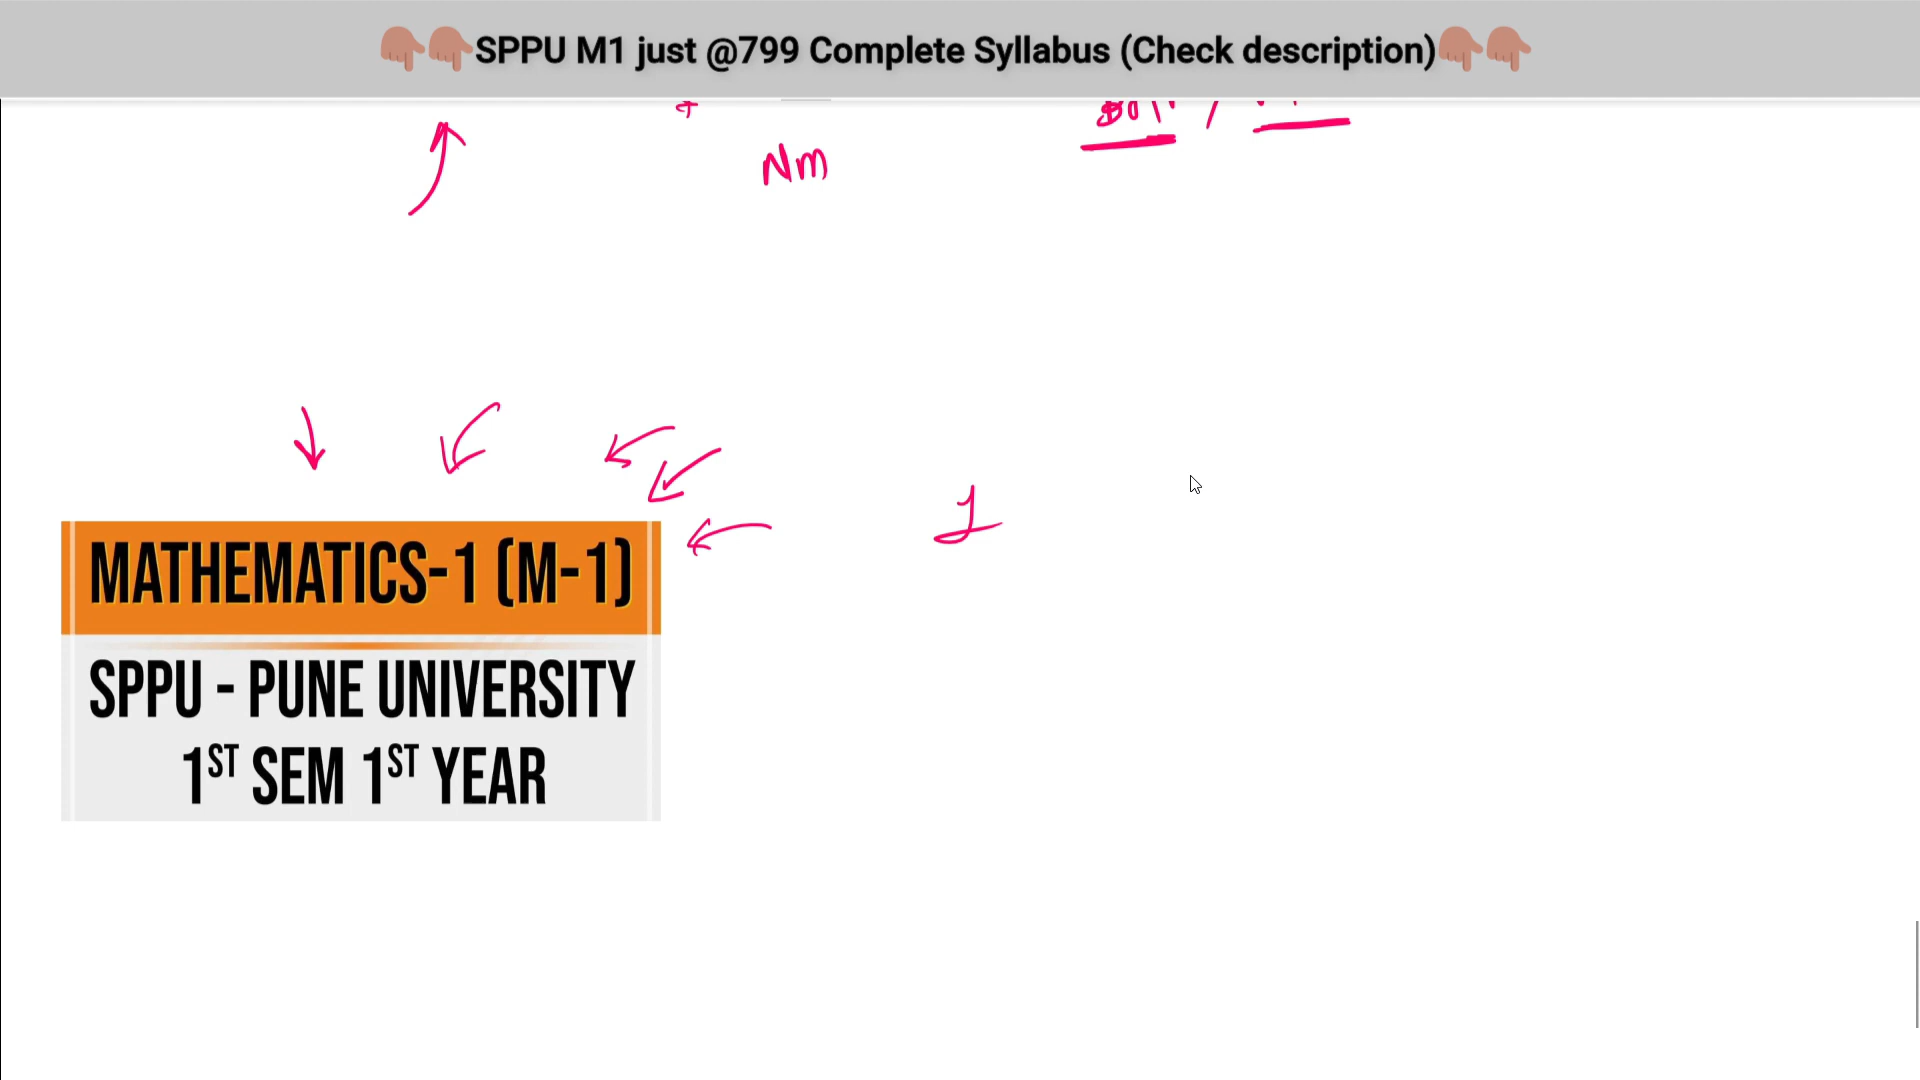 👇🏽👇🏽SPPU M1 just @799 Complete Syllabus (Check description)👇🏽👇🏽
Nm
1
MATHEMATICS-1 (M-1)
SPPU - PUNE UNIVERSITY
1ST SEM 1ST YEAR